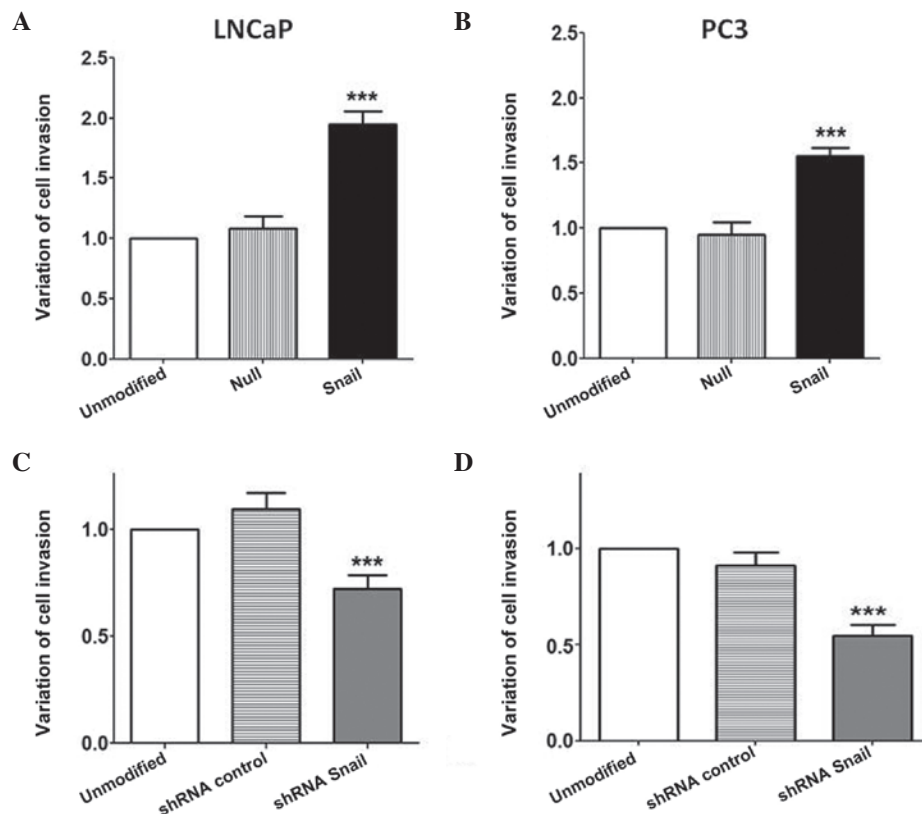 A
LNCaP
Variation of cell invasion
2.5
2.0
1.5
1.0
0.5
0.0
***
Unmodified
Null
Snail
B
PC3
Variation of cell invasion
2.5
2.0
1.5
1.0
0.5
0.0
***
Unmodified
Null
Snail
C
Variation of cell invasion
1.0
0.5
0.0
***
Unmodified
shRNA control
shRNA Snail
D
Variation of cell invasion
1.0
0.5
0.0
***
Unmodified
shRNA control
shRNA Snail